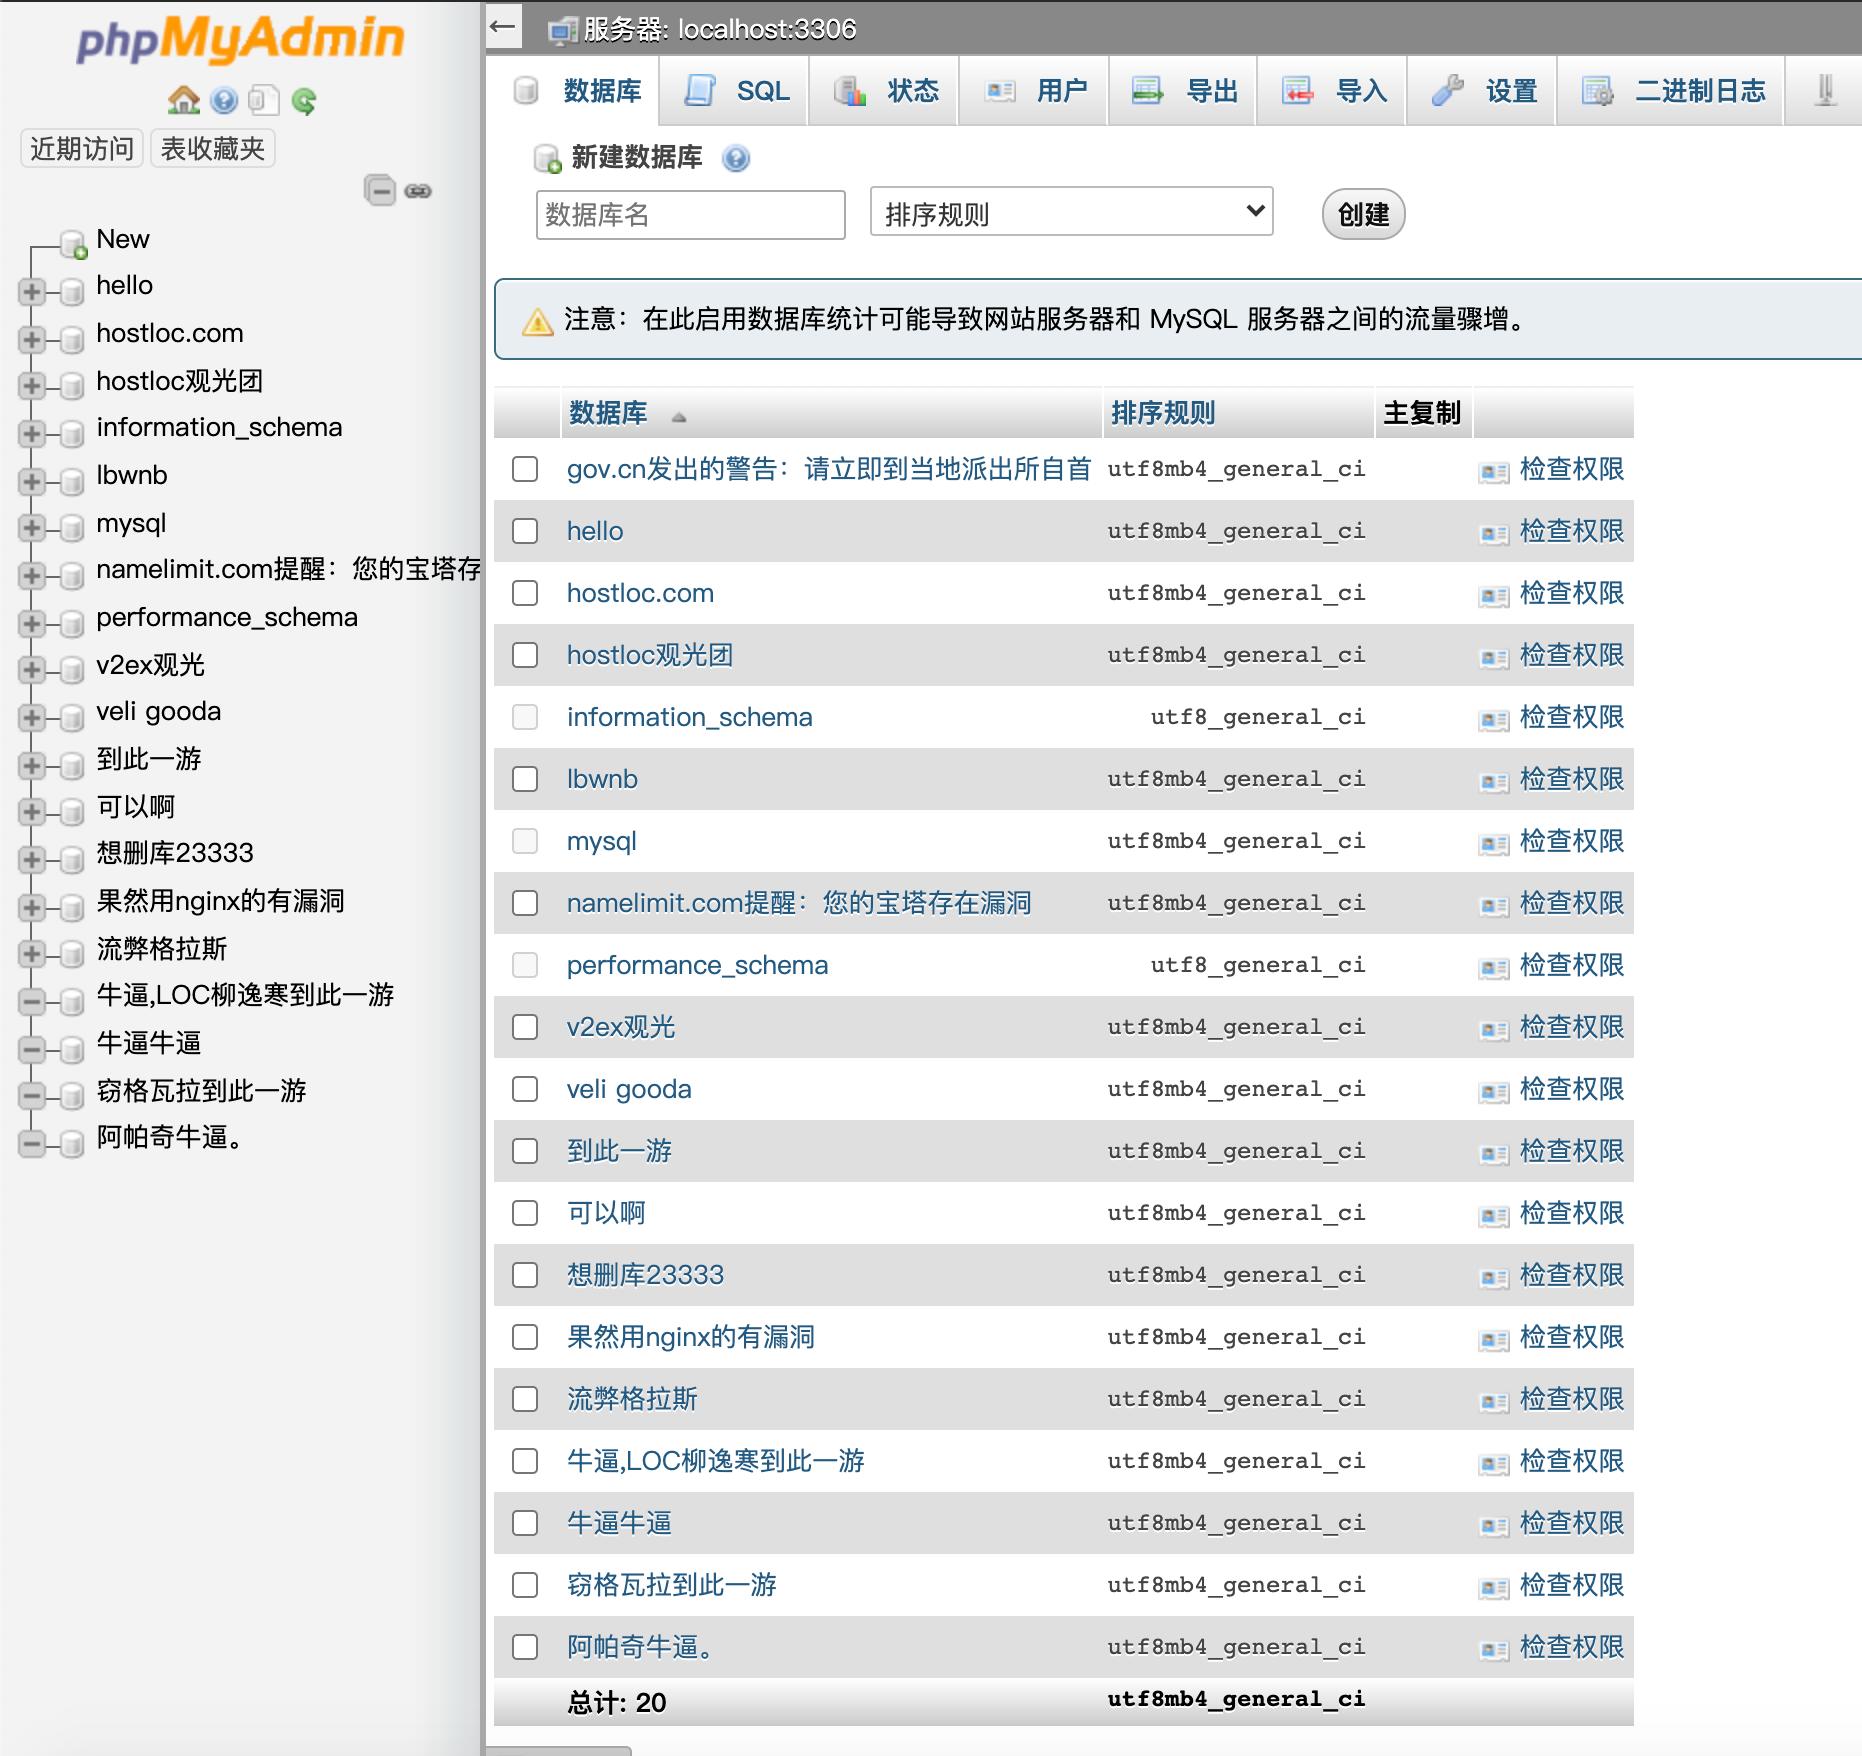 phpMyAdmin
近期访问 表收藏夹
New
hello
hostloc.com
hostloc观光团
information_schema
lbwnb
mysql
namelimit.com提醒：您的宝塔存
performance_schema
v2ex观光
veli gooda
到此一游
可以啊
想删库23333
果然用nginx的有漏洞
流弊格拉斯
牛逼,LOC柳逸寒到此一游
牛逼牛逼
窃格瓦拉到此一游
阿帕奇牛逼。
服务器: localhost:3306
数据库 SQL 状态 用户 导出 导入 设置 二进制日志
新建数据库
数据库名 排序规则 创建
注意：在此启用数据库统计可能导致网站服务器和 MySQL 服务器之间的流量骤增。
数据库 排序规则 主复制
gov.cn发出的警告：请立即到当地派出所自首 utf8mb4_general_ci 检查权限
hello utf8mb4_general_ci 检查权限
hostloc.com utf8mb4_general_ci 检查权限
hostloc观光团 utf8mb4_general_ci 检查权限
information_schema utf8_general_ci 检查权限
lbwnb utf8mb4_general_ci 检查权限
mysql utf8mb4_general_ci 检查权限
namelimit.com提醒：您的宝塔存在漏洞 utf8mb4_general_ci 检查权限
performance_schema utf8_general_ci 检查权限
v2ex观光 utf8mb4_general_ci 检查权限
veli gooda utf8mb4_general_ci 检查权限
到此一游 utf8mb4_general_ci 检查权限
可以啊 utf8mb4_general_ci 检查权限
想删库23333 utf8mb4_general_ci 检查权限
果然用nginx的有漏洞 utf8mb4_general_ci 检查权限
流弊格拉斯 utf8mb4_general_ci 检查权限
牛逼,LOC柳逸寒到此一游 utf8mb4_general_ci 检查权限
牛逼牛逼 utf8mb4_general_ci 检查权限
窃格瓦拉到此一游 utf8mb4_general_ci 检查权限
阿帕奇牛逼。 utf8mb4_general_ci 检查权限
总计: 20 utf8mb4_general_ci